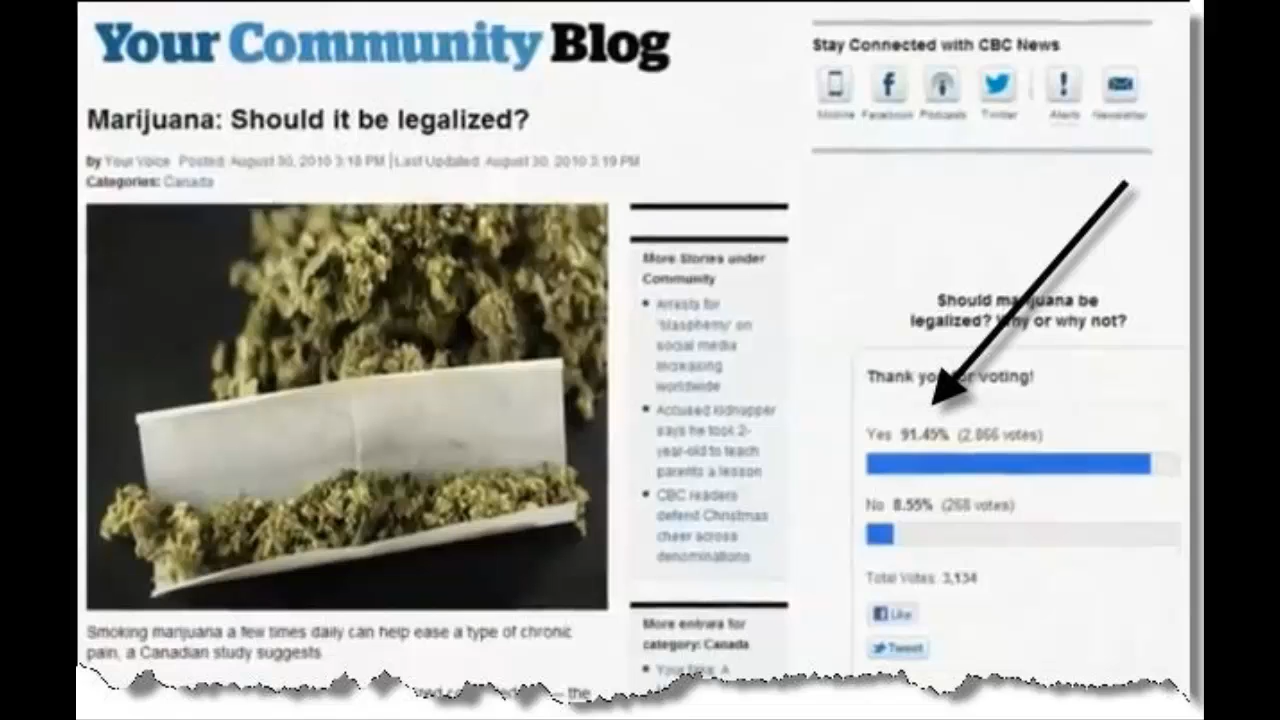 Your Community Blog
Marijuana: Should it be legalized?
by Your Voice Posted: August 30, 2010 3:18 PM | Last Updated: August 30, 2010 3:19 PM
Categories: Canada
Smoking marijuana a few times daily can help ease a type of chronic
pain, a Canadian study suggests
the
More Stories under
Community
Arrests for
'blasphemy' on
social media
increasing
worldwide
Accused kidnapper
says he took 2-
year-old to teach
parents a lesson
CBC readers
defend Christmas
cheer across
denominations
More entries for
category: Canada
Stay Connected with CBC News
Mobile Facebook Podcasts Twitter Alerts Newsletter
Should marijuana be
legalized? Why or why not?
Thank you for voting!
Yes 91.45% (2,866 votes)
No 8.55% (268 votes)
Total Votes: 3,134
Like
Tweet